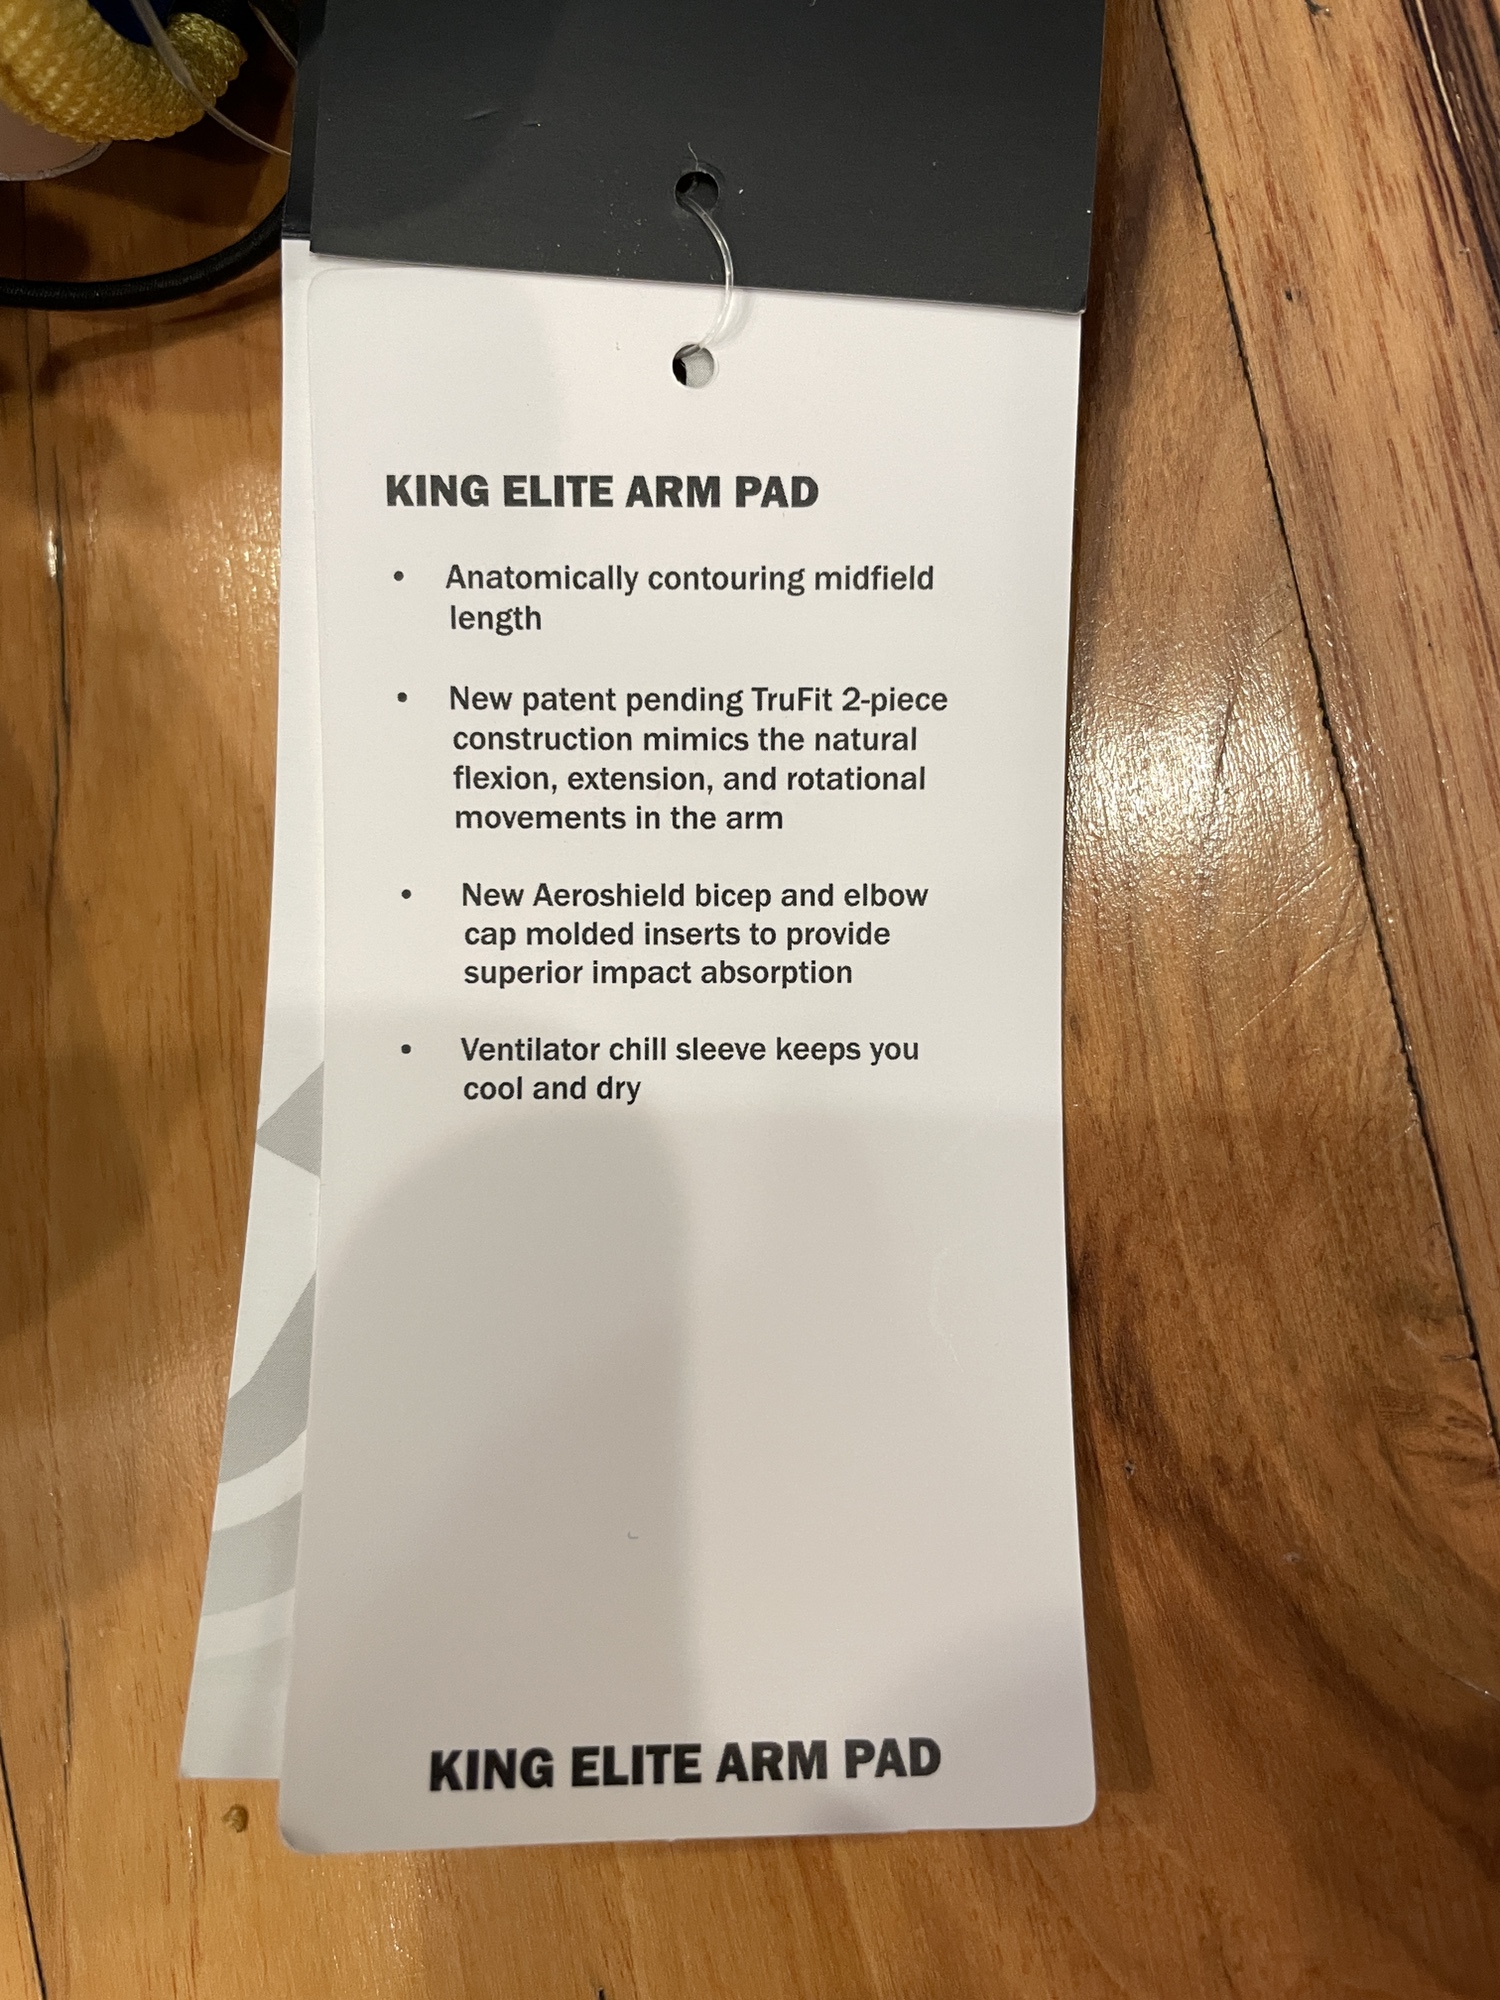 KING ELITE ARM PAD
• Anatomically contouring midfield
length
• New patent pending TruFit 2-piece
construction mimics the natural
flexion, extension, and rotational
movements in the arm
• New Aeroshield bicep and elbow
cap molded inserts to provide
superior impact absorption
• Ventilator chill sleeve keeps you
cool and dry
KING ELITE ARM PAD